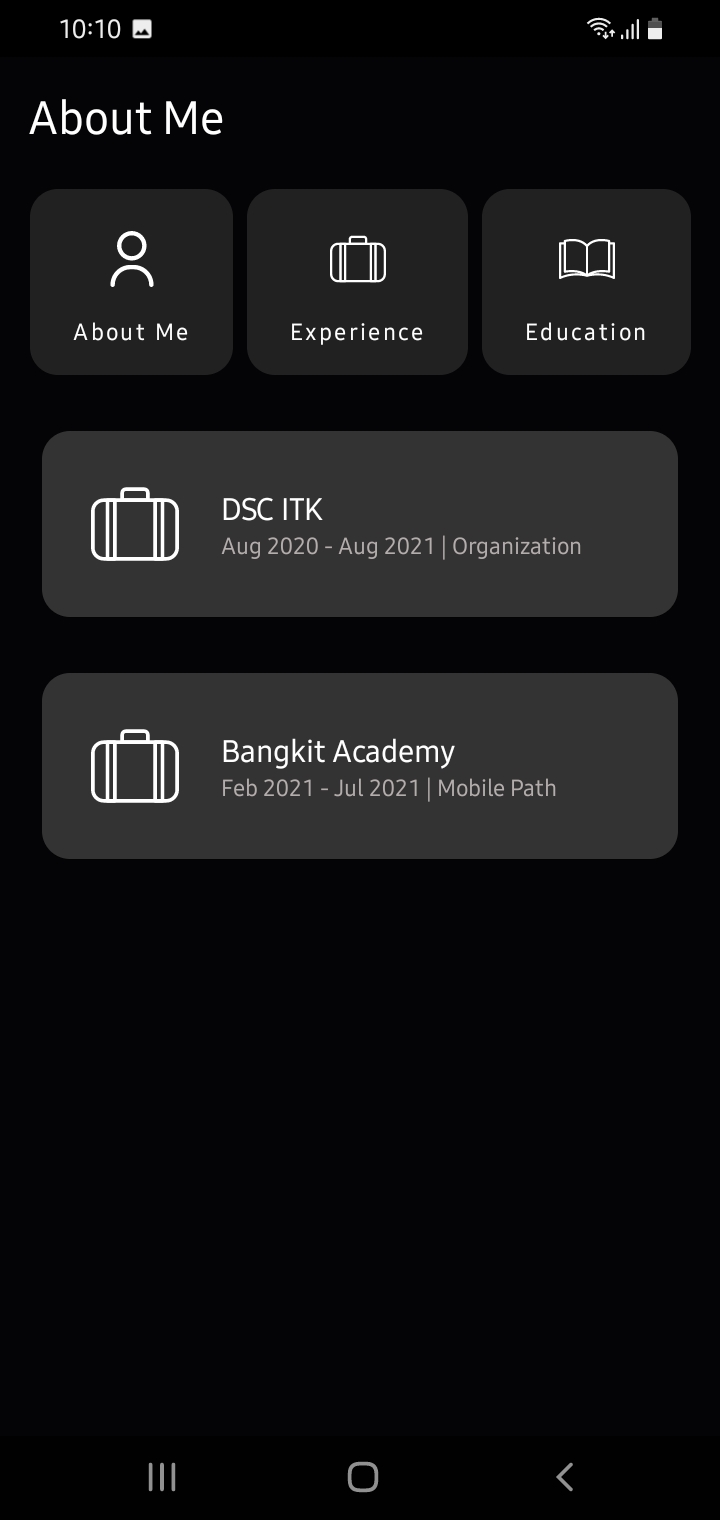 10:10
About Me
About Me
Experience
Education
DSC ITK
Aug 2020 - Aug 2021 | Organization
Bangkit Academy
Feb 2021 - Jul 2021 | Mobile Path